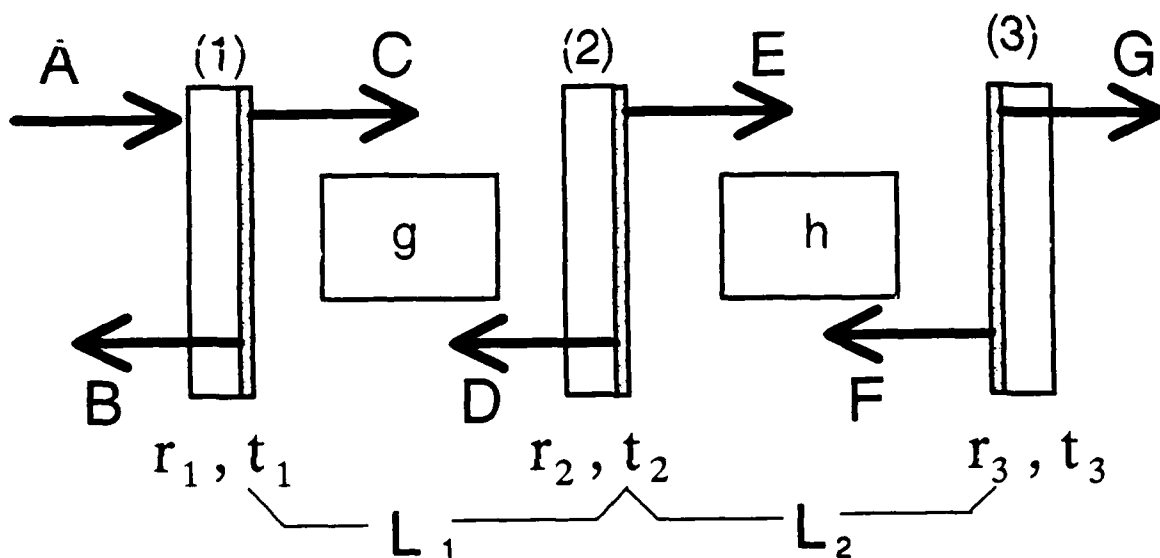 A (1) C (2) E (3) G
g h
B D F
r₁, t₁ r₂, t₂ r₃, t₃
L₁ L₂